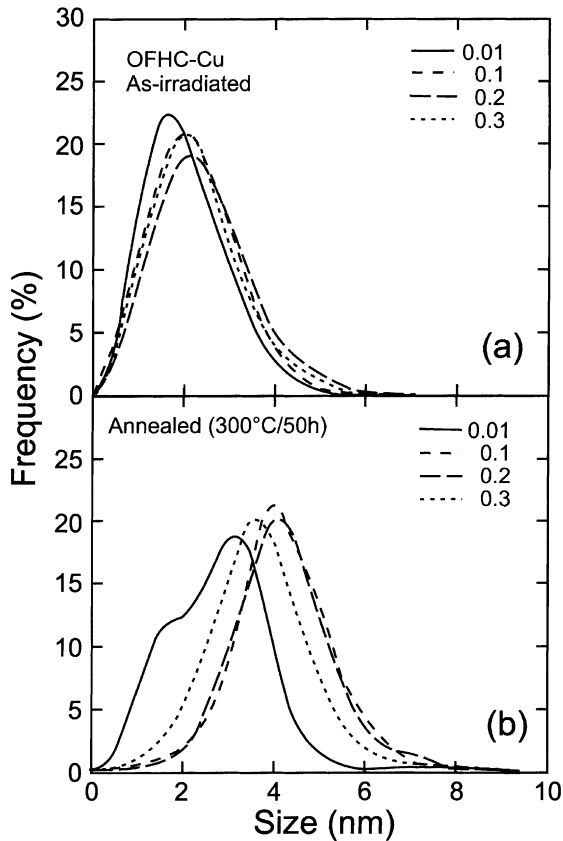 30
OFHC-Cu
As-irradiated
0.01
0.1
0.2
0.3
25
20
15
10
5
0
(a)
Frequency (%)
Annealed (300°C/50h)
0.01
0.1
0.2
0.3
25
20
15
10
5
0
(b)
0 2 4 6 8 10
Size (nm)